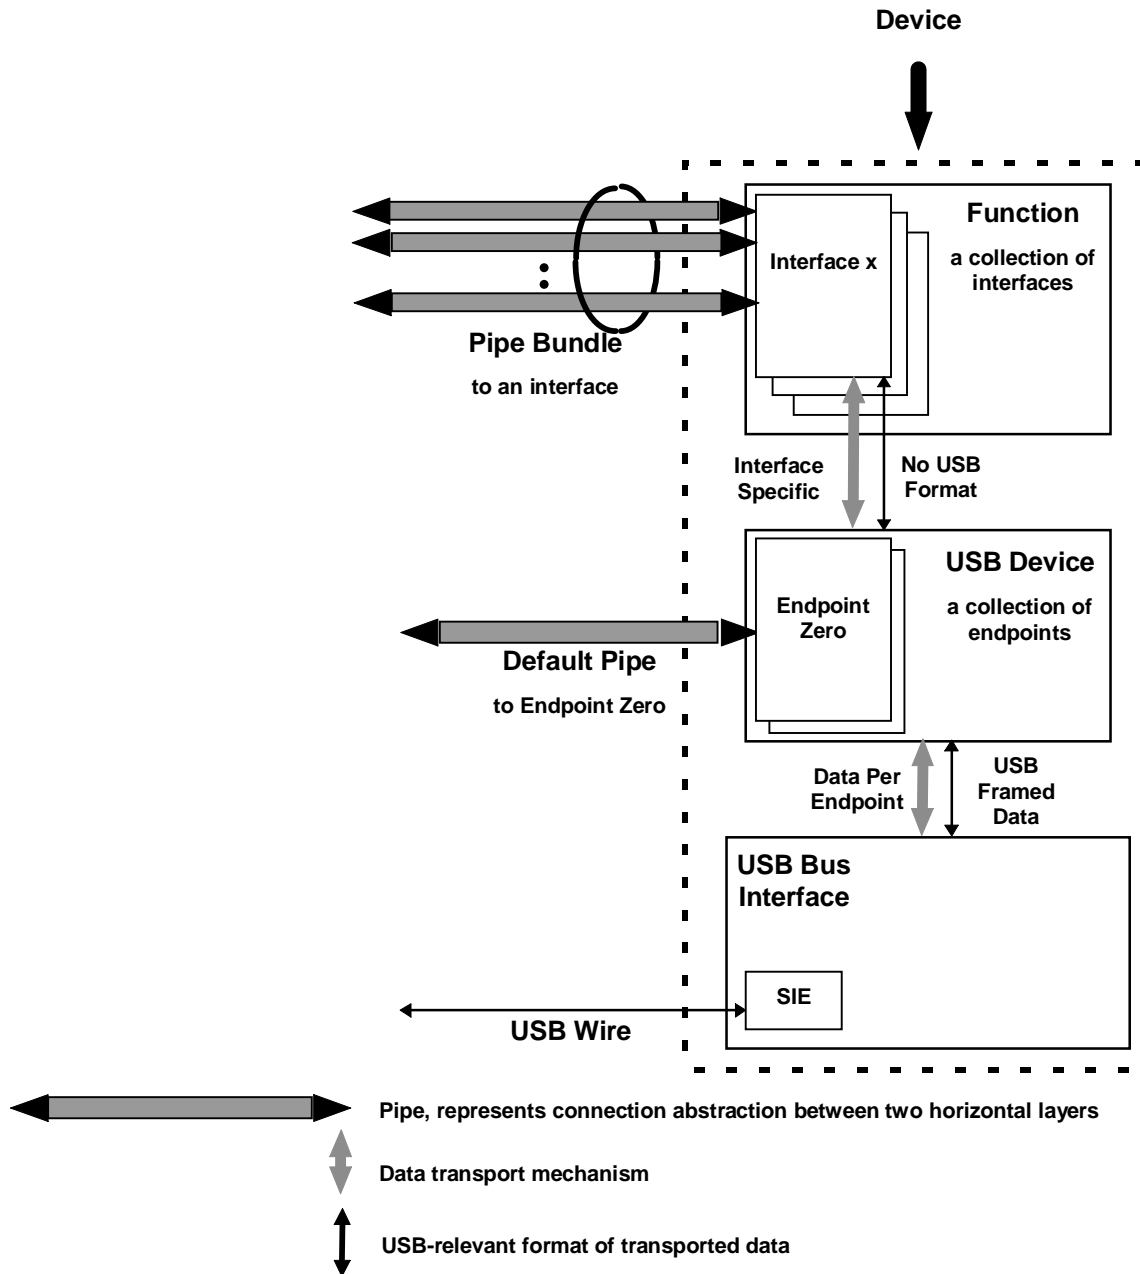 Device
Function
a collection of
interfaces
Interface x
Pipe Bundle
to an interface
Interface
Specific
No USB
Format
USB Device
a collection of
endpoints
Endpoint
Zero
Default Pipe
to Endpoint Zero
Data Per
Endpoint
USB
Framed
Data
USB Bus
Interface
SIE
USB Wire
Pipe, represents connection abstraction between two horizontal layers
Data transport mechanism
USB-relevant format of transported data